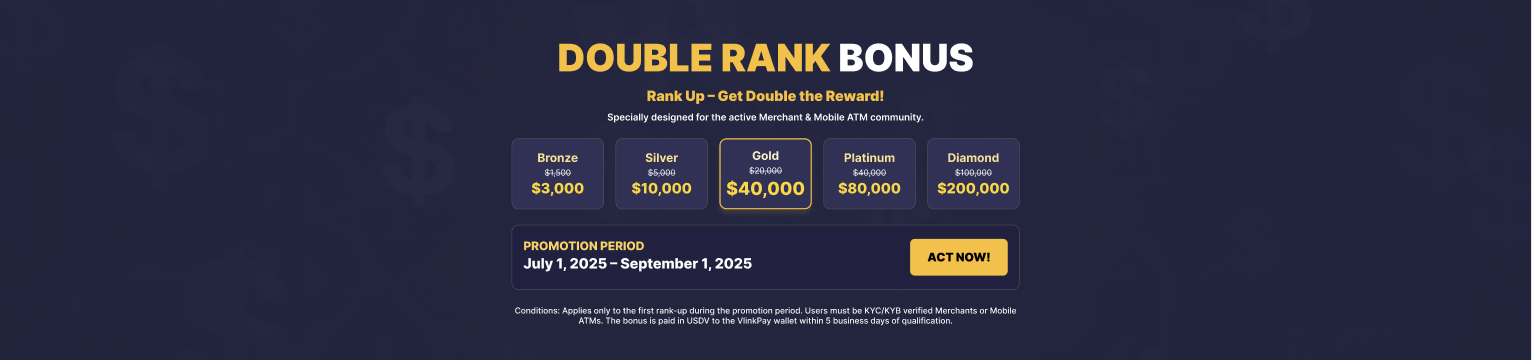 DOUBLE RANK BONUS
Rank Up – Get Double the Reward!
Specially designed for the active Merchant & Mobile ATM community.
Bronze
$1,500
$3,000
Silver
$5,000
$10,000
Gold
$20,000
$40,000
Platinum
$40,000
$80,000
Diamond
$100,000
$200,000
PROMOTION PERIOD
July 1, 2025 – September 1, 2025
ACT NOW!
Conditions: Applies only to the first rank-up during the promotion period. Users must be KYC/KYB verified Merchants or Mobile
ATMs. The bonus is paid in USDV to the VlinkPay wallet within 5 business days of qualification.